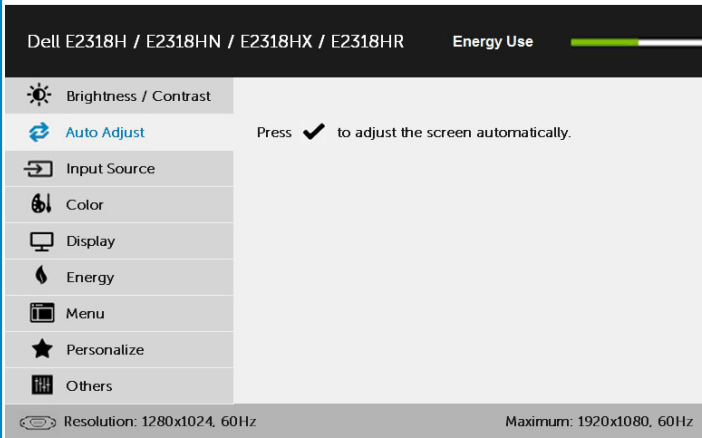 Dell E2318H / E2318HN / E2318HX / E2318HR Energy Use
Brightness / Contrast
Auto Adjust
Press ✔ to adjust the screen automatically.
Input Source
Color
Display
Energy
Menu
Personalize
Others
Resolution: 1280x1024, 60Hz Maximum: 1920x1080, 60Hz